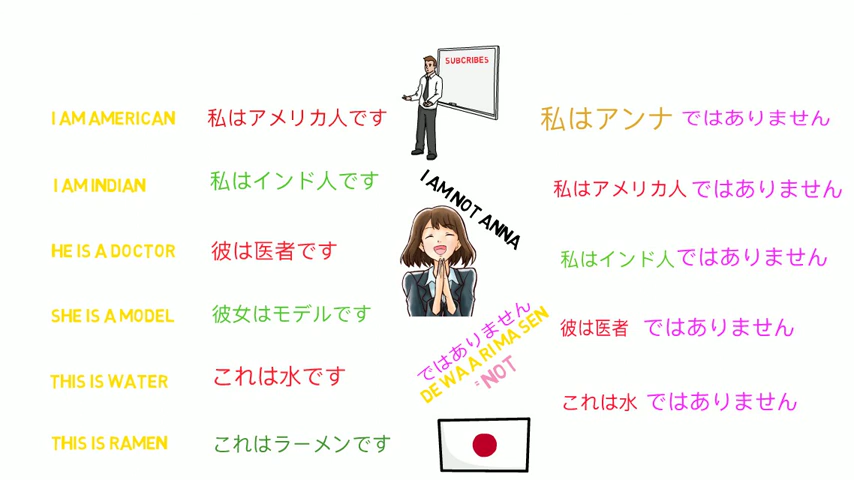 SUBCRIBES
I AM AMERICAN
私はアメリカ人です
I AM INDIAN
私はインド人です
HE IS A DOCTOR
彼は医者です
SHE IS A MODEL
彼女はモデルです
THIS IS WATER
これは水です
THIS IS RAMEN
これはラーメンです
I AM NOT ANNA
ではありません
DE WA A RI MA SEN
= NOT
私はアンナ ではありません
私はアメリカ人 ではありません
私はインド人 ではありません
彼は医者 ではありません
これは水 ではありません